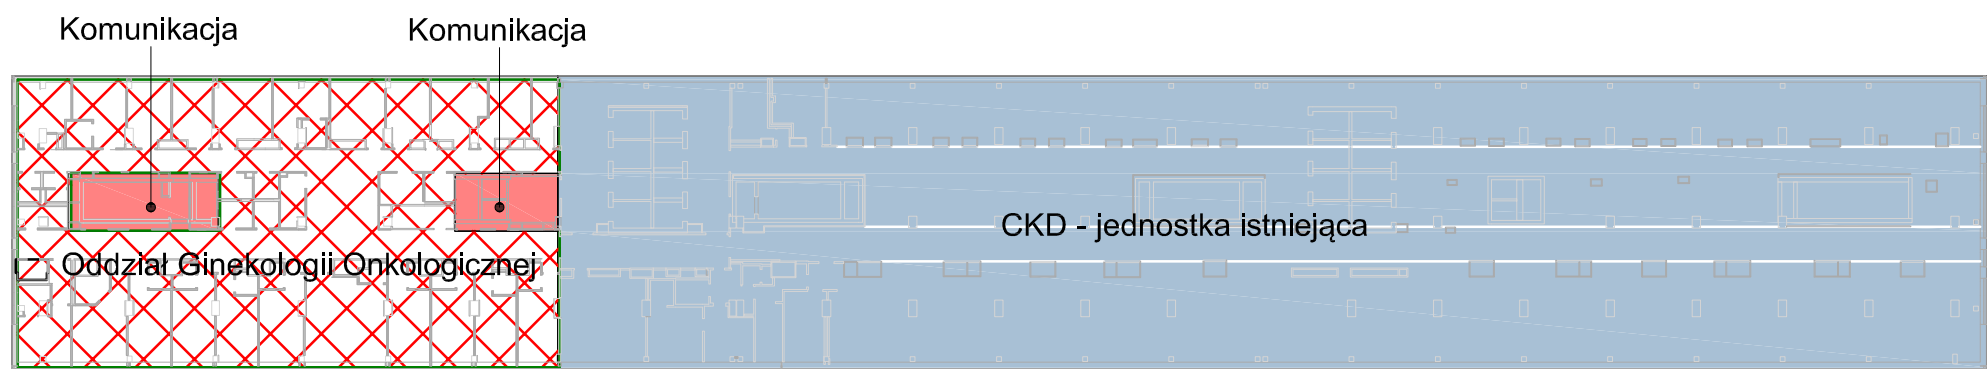 Komunikacja
Komunikacja
CKD - jednostka istniejąca
Oddział Ginekologii Onkologicznej